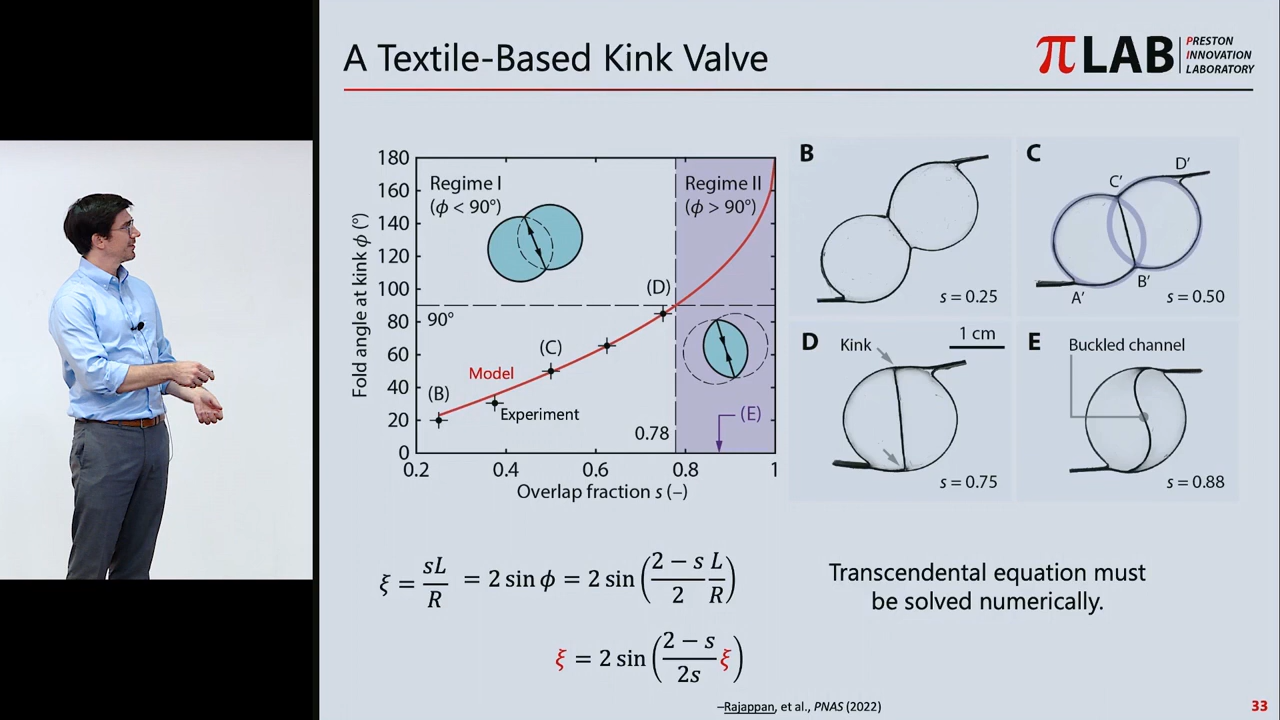 A Textile-Based Kink Valve
πLAB
PRESTON
INNOVATION
LABORATORY
Fold angle at kink ϕ (°)
180
160
140
120
100
80
60
40
20
0
0.2
0.4
0.6
0.8
1
Overlap fraction s (–)
Regime I
(ϕ < 90°)
Regime II
(ϕ > 90°)
90°
(D)
(C)
(B)
Model
Experiment
0.78
(E)
B
s = 0.25
C
C′
D′
A′
B′
s = 0.50
D
Kink
1 cm
s = 0.75
E
Buckled channel
s = 0.88
ξ = sL/R = 2 sin ϕ = 2 sin((2 − s)/2 L/R)
ξ = 2 sin((2 − s)/2s ξ)
Transcendental equation must
be solved numerically.
–Rajappan, et al., PNAS (2022)
33